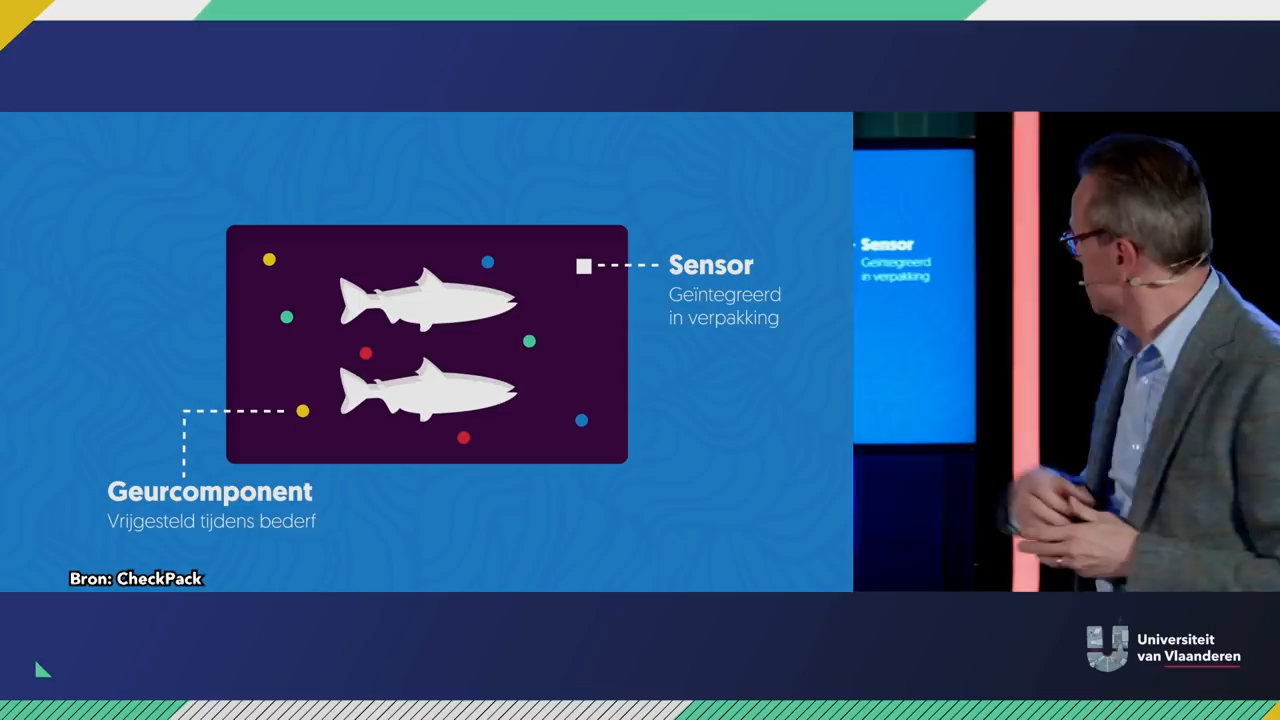 Sensor
Geïntegreerd
in verpakking
Geurcomponent
Vrijgesteld tijdens bederf
Bron: CheckPack
Sensor
Geïntegreerd
in verpakking
Universiteit
van Vlaanderen